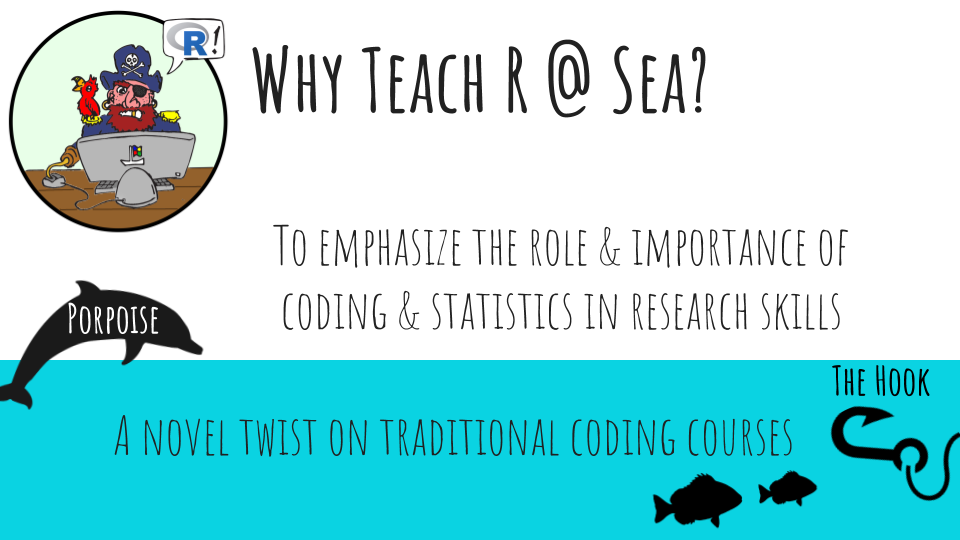 R!
Why Teach R @ Sea?
To emphasize the role & importance of
coding & statistics in research skills
Porpoise
The Hook
A novel twist on traditional coding courses